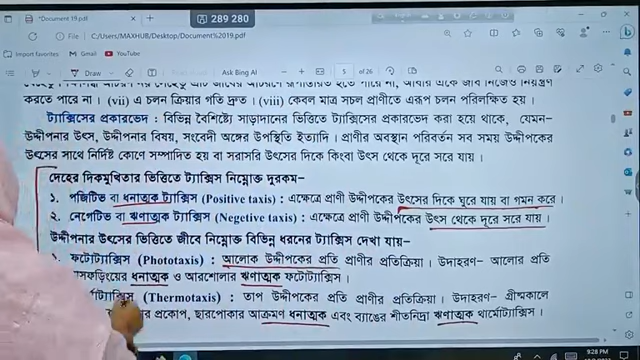 *Document 19.pdf
289 280
File
C:/Users/MAXHUB/Desktop/Document%2019.pdf
Import favorites
Gmail
YouTube
Draw
Ask Bing AI
5
of 26
করতে পারে না। (vii) এ চলন ক্রিয়ার গতি দ্রুত। (viii) কেবল মাত্র সচল প্রাণীতে এরূপ চলন পরিলক্ষিত হয়।
ট্যাক্সিসের প্রকারভেদ : বিভিন্ন বৈশিষ্ট্যে সাড়াদানের ভিত্তিতে ট্যাক্সিসের প্রকারভেদ করা হয়ে থাকে, যেমন-
উদ্দীপনার উৎস, উদ্দীপনার বিষয়, সংবেদী অঙ্গের উপস্থিতি ইত্যাদি। প্রাণীর অবস্থান পরিবর্তন সব সময় উদ্দীপকের
উৎসের সাথে নির্দিষ্ট কোণে সম্পাদিত হয় বা সরাসরি উৎসের দিকে কিংবা উৎস থেকে দূরে সরে যায়।
দেহের দিকমুখিতার ভিত্তিতে ট্যাক্সিস নিম্নোক্ত দুরকম-
১. পজিটিভ বা ধনাত্মক ট্যাক্সিস (Positive taxis) : এক্ষেত্রে প্রাণী উদ্দীপকের উৎসের দিকে ঘুরে যায় বা গমন করে।
২. নেগেটিভ বা ঋণাত্মক ট্যাক্সিস (Negetive taxis) : এক্ষেত্রে প্রাণী উদ্দীপকের উৎস থেকে দূরে সরে যায়।
উদ্দীপনার উৎসের ভিত্তিতে জীবে নিম্নোক্ত বিভিন্ন ধরনের ট্যাক্সিস দেখা যায়-
ফটোট্যাক্সিস (Phototaxis) : আলোক উদ্দীপকের প্রতি প্রাণীর প্রতিক্রিয়া। উদাহরণ- আলোর প্রতি
ধনাত্মক ও আরশোলার ঋণাত্মক ফটোট্যাক্সিস।
(Thermotaxis) : তাপ উদ্দীপকের প্রতি প্রাণীর প্রতিক্রিয়া। উদাহরণ- গ্রীষ্মকালে
প্রকোপ, ছারপোকার আক্রমণ ধনাত্মক এবং ব্যাঙের শীতনিদ্রা ঋণাত্মক থার্মোট্যাক্সিস।
9:28 PM